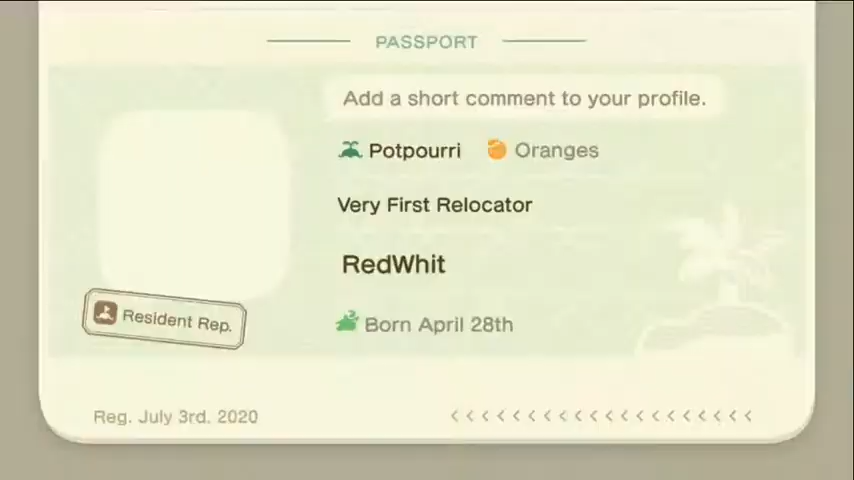 PASSPORT
Add a short comment to your profile.
Potpourri Oranges
Very First Relocator
RedWhit
Resident Rep.
Born April 28th
Reg. July 3rd, 2020 <<<<<<<<<<<<<<<<<<<<